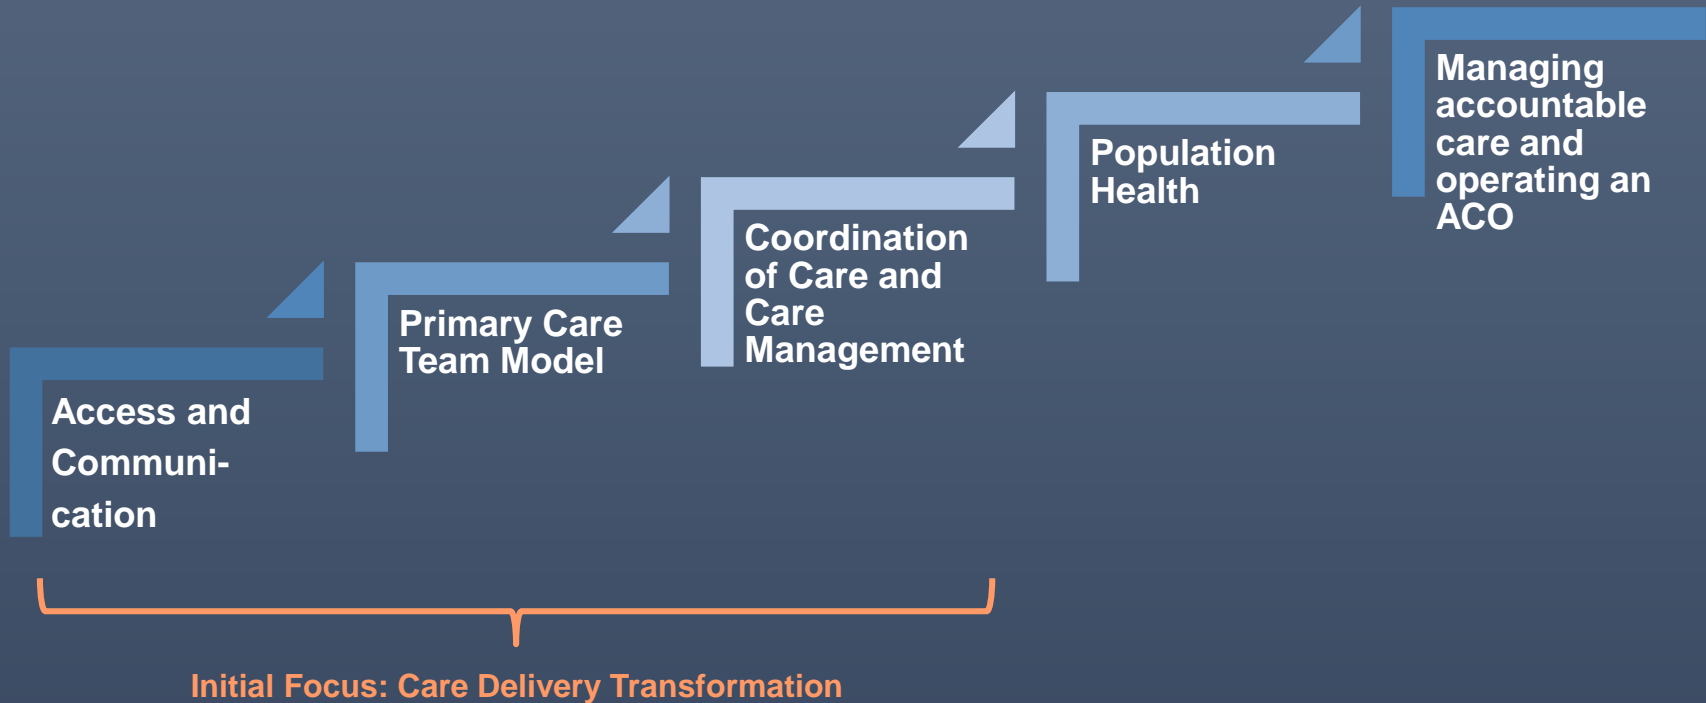 Access and
Communi-
cation
Primary Care
Team Model
Coordination
of Care and
Care
Management
Population
Health
Managing
accountable
care and
operating an
ACO
Initial Focus: Care Delivery Transformation